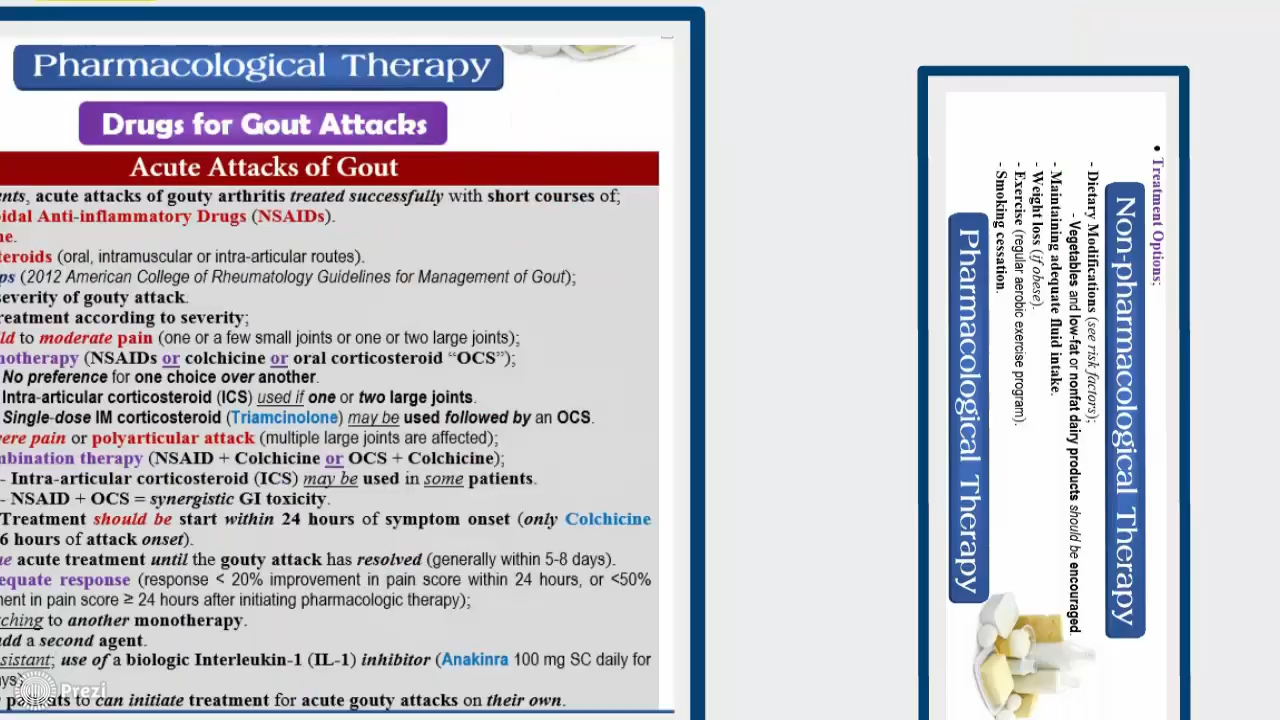 Pharmacological Therapy
Drugs for Gout Attacks
Acute Attacks of Gout
ents, acute attacks of gouty arthritis treated successfully with short courses of;
oidal Anti-inflammatory Drugs (NSAIDs).
ne.
teroids (oral, intramuscular or intra-articular routes).
ps (2012 American College of Rheumatology Guidelines for Management of Gout);
severity of gouty attack.
reatment according to severity;
ild to moderate pain (one or a few small joints or one or two large joints);
notherapy (NSAIDs or colchicine or oral corticosteroid “OCS”);
No preference for one choice over another.
Intra-articular corticosteroid (ICS) used if one or two large joints.
Single-dose IM corticosteroid (Triamcinolone) may be used followed by an OCS.
vere pain or polyarticular attack (multiple large joints are affected);
mbination therapy (NSAID + Colchicine or OCS + Colchicine);
- Intra-articular corticosteroid (ICS) may be used in some patients.
- NSAID + OCS = synergistic GI toxicity.
Treatment should be start within 24 hours of symptom onset (only Colchicine
6 hours of attack onset).
ue acute treatment until the gouty attack has resolved (generally within 5-8 days).
equate response (response < 20% improvement in pain score within 24 hours, or <50%
ment in pain score ≥ 24 hours after initiating pharmacologic therapy);
tching to another monotherapy.
add a second agent.
sistant; use of a biologic Interleukin-1 (IL-1) inhibitor (Anakinra 100 mg SC daily for
ys)
to can initiate treatment for acute gouty attacks on their own.
Prezi
Non-pharmacological Therapy
• Treatment Options;
- Dietary Modifications (see risk factors);
- Vegetables and low-fat or nonfat dairy products should be encouraged.
- Maintaining adequate fluid intake.
- Weight loss (if obese).
- Exercise (regular aerobic exercise program).
- Smoking cessation.
Pharmacological Therapy